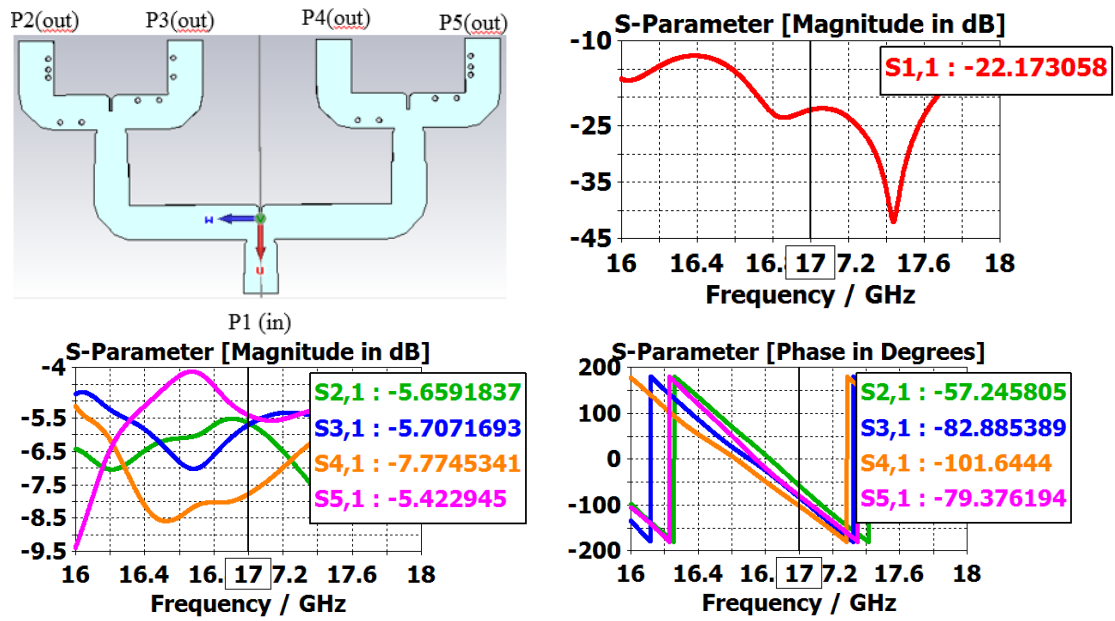 P2(out) P3(out) P4(out) P5(out)
w
u
P1 (in)
S-Parameter [Magnitude in dB]
-10
-25
-35
-45
S1,1 : -22.173058
16 16.4 16.8 17 7.2 17.6 18
Frequency / GHz
S-Parameter [Magnitude in dB]
-4
-5.5
-6.5
-7.5
-8.5
-9.5
S2,1 : -5.6591837
S3,1 : -5.7071693
S4,1 : -7.7745341
S5,1 : -5.422945
16 16.4 16. 17 7.2 17.6 18
Frequency / GHz
S-Parameter [Phase in Degrees]
200
100
0
-100
-200
S2,1 : -57.245805
S3,1 : -82.885389
S4,1 : -101.6444
S5,1 : -79.376194
16 16.4 16. 17 7.2 17.6 18
Frequency / GHz